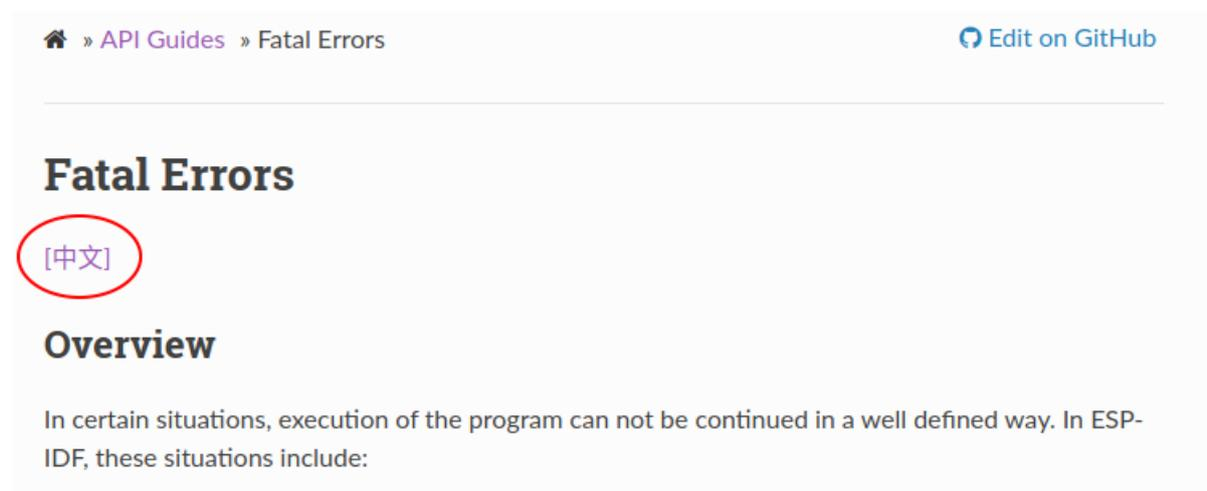 » API Guides » Fatal Errors
Edit on GitHub
Fatal Errors
[中文]
Overview
In certain situations, execution of the program can not be continued in a well defined way. In ESP-
IDF, these situations include: